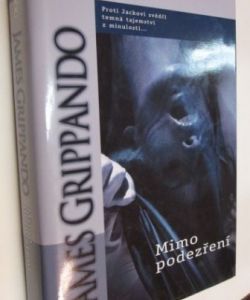 Proti Jackovi svědčí
temná tajemství
z minulosti...
JAMES GRIPPANDO
Mimo
podezření
JAMES GRIPPANDO